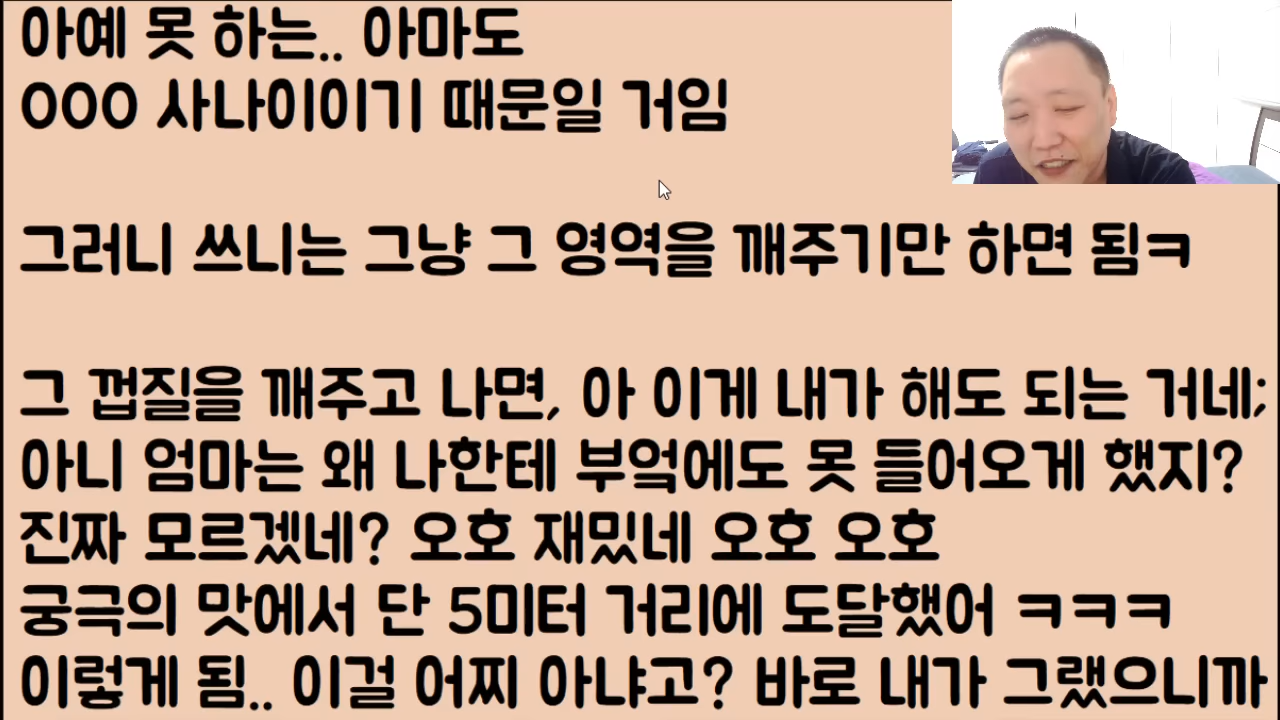 아예 못 하는.. 아마도
OOO 사나이이기 때문일 거임
그러니 쓰니는 그냥 그 영역을 깨주기만 하면 됨ㅋ
그 껍질을 깨주고 나면, 아 이게 내가 해도 되는 거네;
아니 엄마는 왜 나한테 부엌에도 못 들어오게 했지?
진짜 모르겠네? 오호 재밌네 오호 오호
궁극의 맛에서 단 5미터 거리에 도달했어 ㅋㅋㅋ
이렇게 됨.. 이걸 어찌 아냐고? 바로 내가 그랬으니까